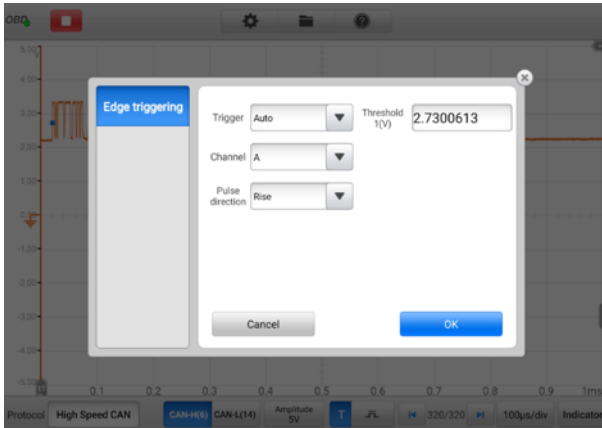 OBD
5.00
4.00
3.00
2.00
1.00
0.00
-1.00
-2.00
-3.00
-4.00
-5.00
Edge triggering
Trigger Auto Threshold 1(V) 2.7300613
Channel A
Pulse direction Rise
Cancel OK
0.1 0.2 0.3 0.4 0.5 0.6 0.7 0.8 0.9 1ms
Protocol High Speed CAN CAN-H(6) CAN-L(14) Amplitude 5V T 320/320 100μs/div Indicator